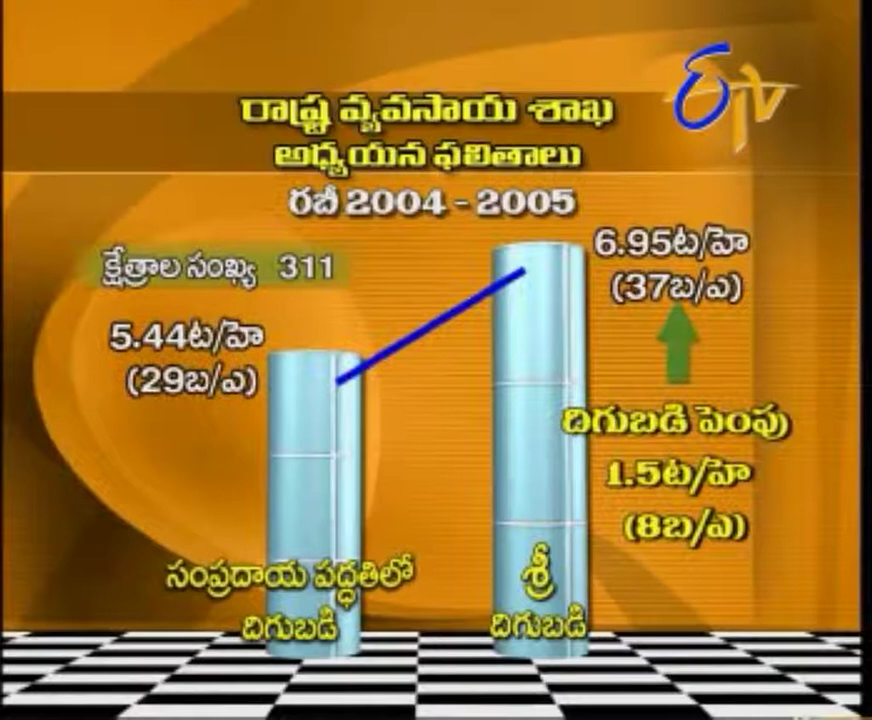 ETV
రాష్ట్ర వ్యవసాయ శాఖ
అధ్యయన ఫలితాలు
రబీ 2004 - 2005
క్షేత్రాల సంఖ్య 311
6.95ట/హె
(37బ/ఎ)
5.44ట/హె
(29బ/ఎ)
దిగుబడి పెంపు
1.5ట/హె
(8బ/ఎ)
సంప్రదాయ పద్ధతిలో
దిగుబడి
శ్రీ
దిగుబడి